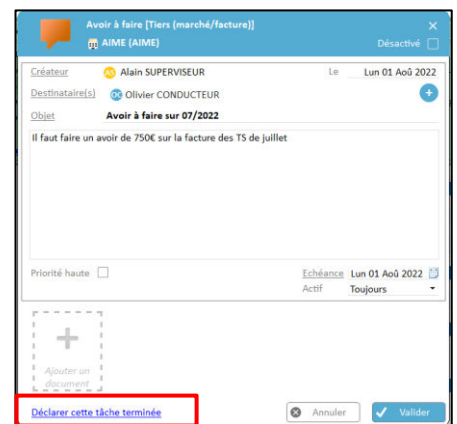 Avoir à faire [Tiers (marché/facture)]
AIME (AIME)
Désactivé
Créateur AS Alain SUPERVISEUR Le Lun 01 Aoû 2022
Destinataire(s) OC Olivier CONDUCTEUR
Objet Avoir à faire sur 07/2022
Il faut faire un avoir de 750€ sur la facture des TS de juillet
Priorité haute Echéance Lun 01 Aoû 2022
Actif Toujours
Ajouter un
document
Déclarer cette tâche terminée Annuler Valider